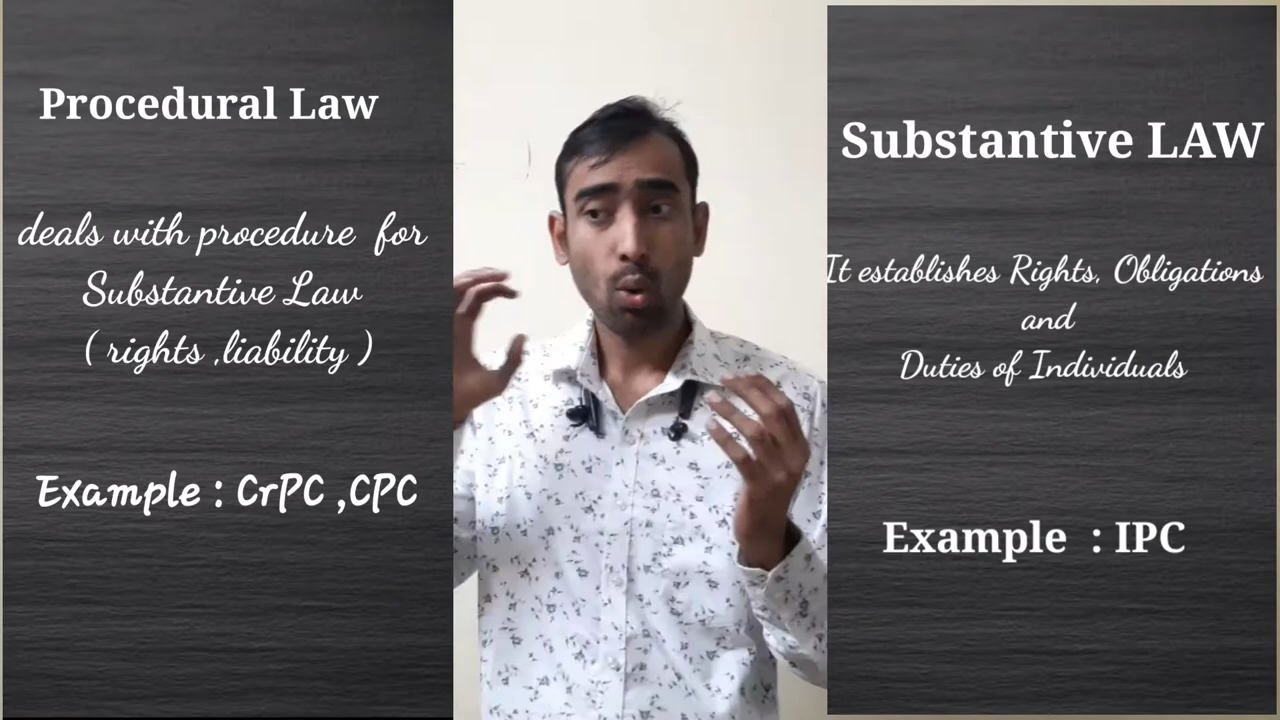 Procedural Law
deals with procedure for
Substantive Law
( rights ,liability )
Example : CrPC ,CPC
Substantive LAW
It establishes Rights, Obligations
and
Duties of Individuals
Example : IPC